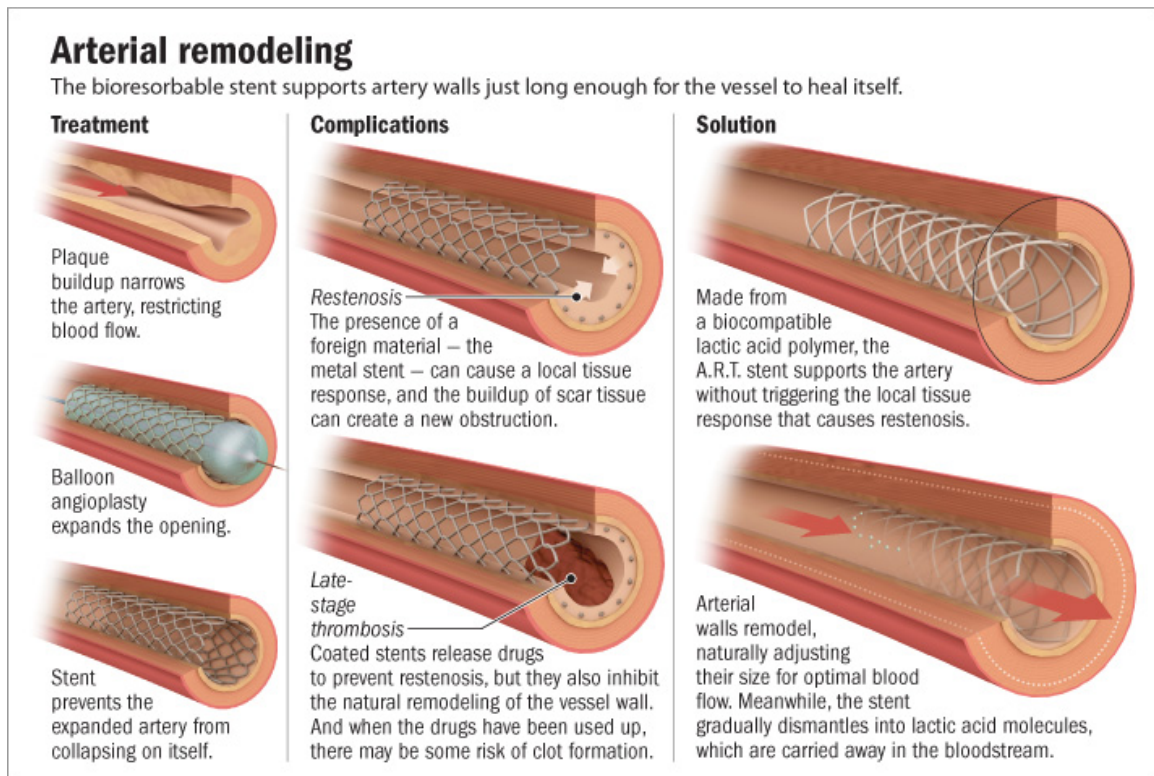 Arterial remodeling
The bioresorbable stent supports artery walls just long enough for the vessel to heal itself.
Treatment
Plaque
buildup narrows
the artery, restricting
blood flow.
Balloon
angioplasty
expands the opening.
Stent
prevents the
expanded artery from
collapsing on itself.
Complications
Restenosis
The presence of a
foreign material — the
metal stent — can cause a local tissue
response, and the buildup of scar tissue
can create a new obstruction.
Late-
stage
thrombosis
Coated stents release drugs
to prevent restenosis, but they also inhibit
the natural remodeling of the vessel wall.
And when the drugs have been used up,
there may be some risk of clot formation.
Solution
Made from
a biocompatible
lactic acid polymer, the
A.R.T. stent supports the artery
without triggering the local tissue
response that causes restenosis.
Arterial
walls remodel,
naturally adjusting
their size for optimal blood
flow. Meanwhile, the stent
gradually dismantles into lactic acid molecules,
which are carried away in the bloodstream.